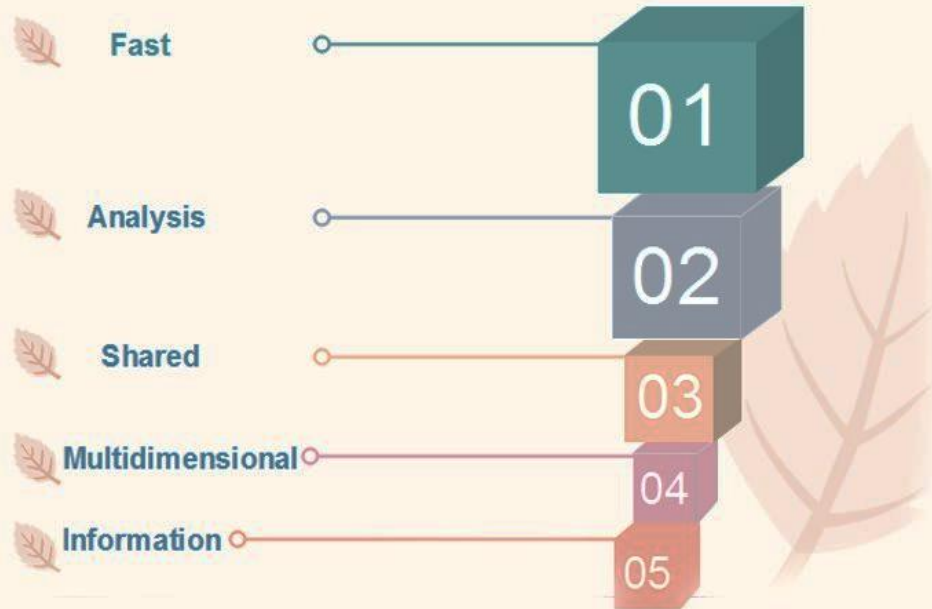 Fast
01
Analysis
02
Shared
03
Multidimensional
04
Information
05